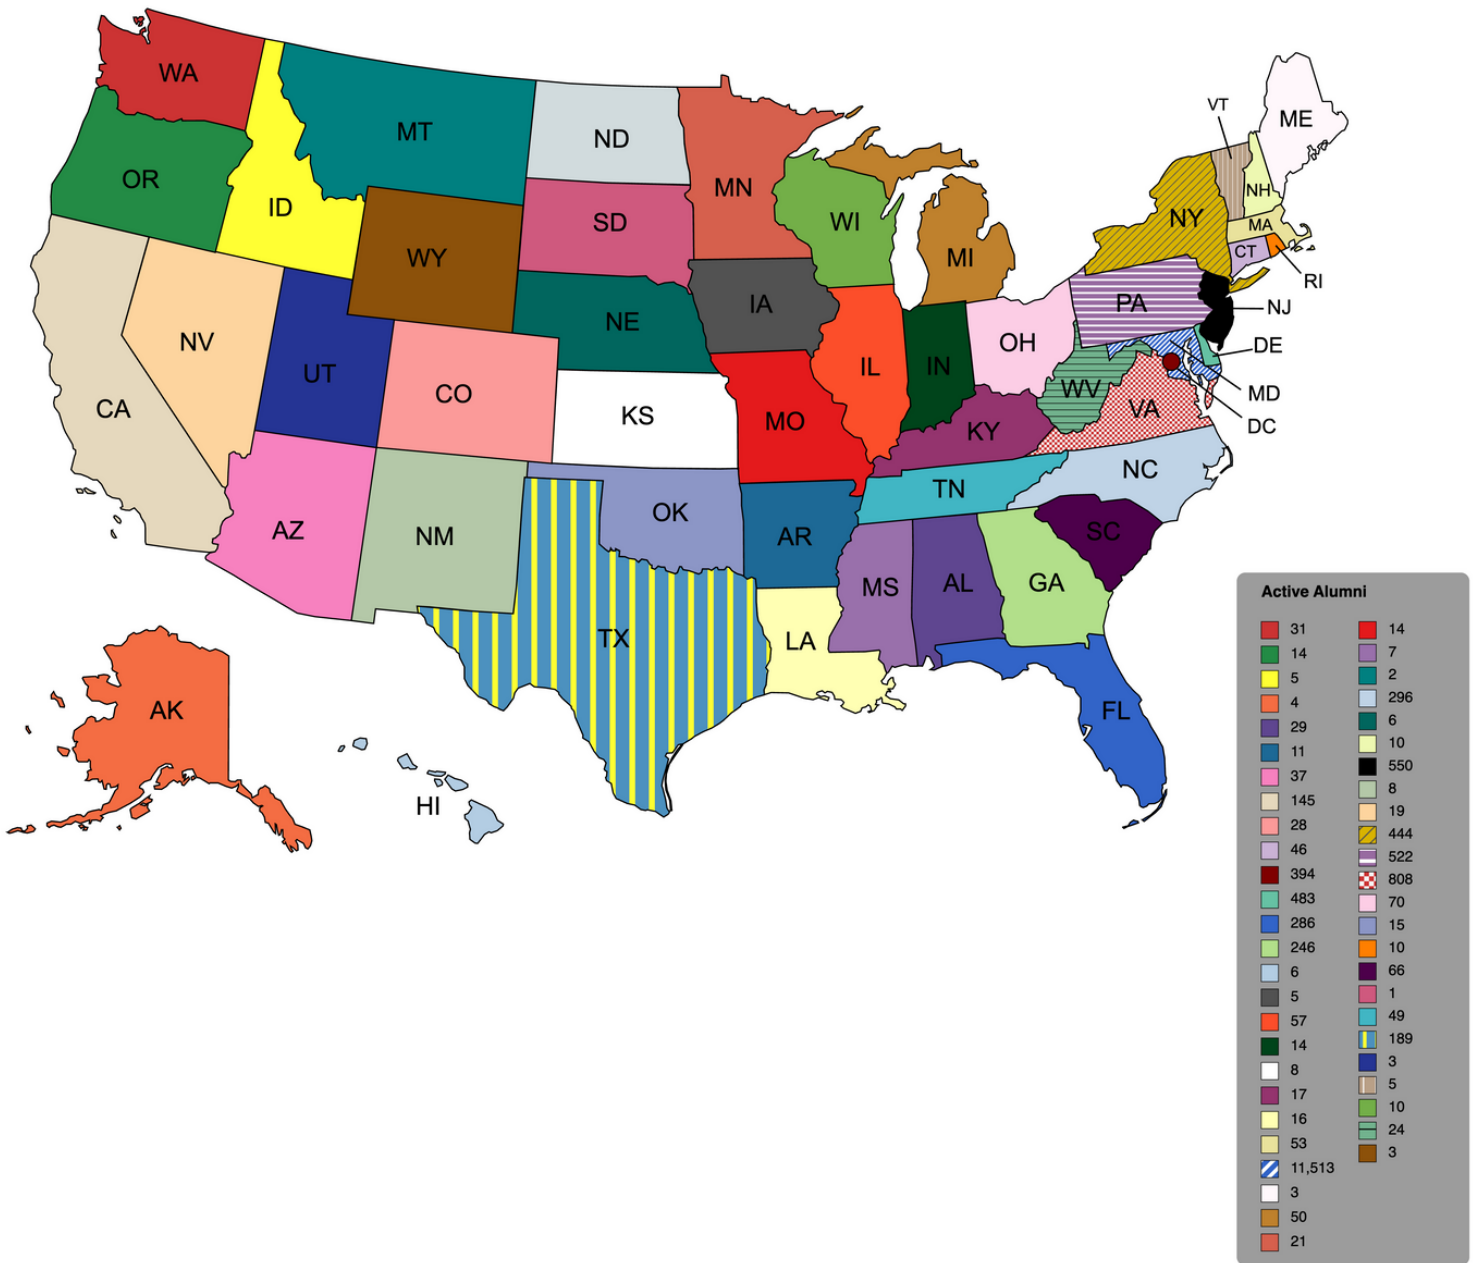 WA
MT
ND
MN
ME
VT
OR
ID
SD
WI
NY
NH
MA
WY
MI
CT
RI
NE
IA
PA
NJ
NV
UT
CO
IL
IN
OH
DE
MD
CA
KS
MO
WV
VA
DC
KY
NC
AZ
NM
OK
AR
TN
SC
TX
MS
AL
GA
LA
FL
AK
HI
Active Alumni
31
14
5
4
29
11
37
145
28
46
394
483
286
246
6
5
57
14
8
17
16
53
11,513
3
50
21
14
7
2
296
6
10
550
8
19
444
522
808
70
15
10
66
1
49
189
3
5
10
24
3